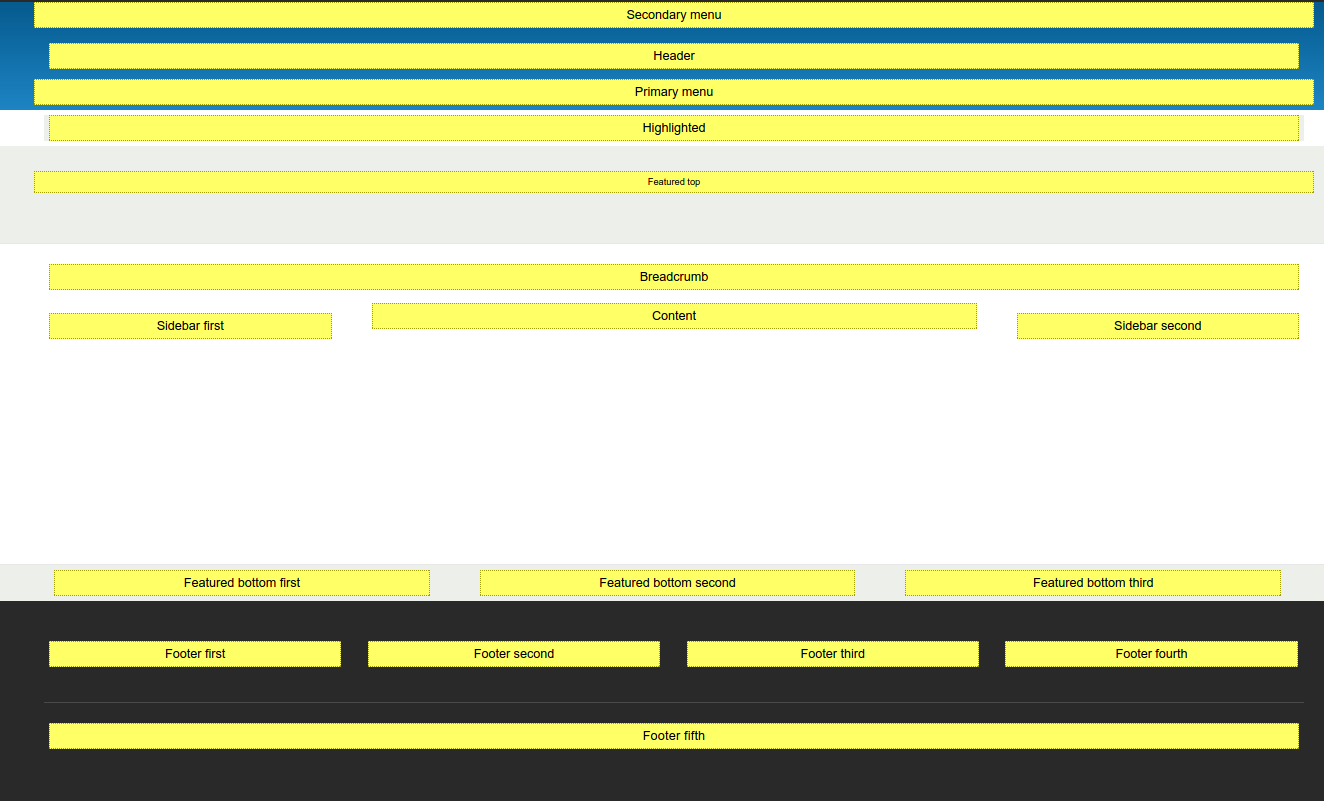 Secondary menu
Header
Primary menu
Highlighted
Featured top
Breadcrumb
Sidebar first
Content
Sidebar second
Featured bottom first
Featured bottom second
Featured bottom third
Footer first
Footer second
Footer third
Footer fourth
Footer fifth